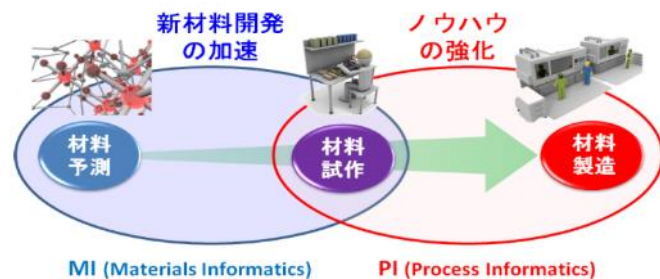 新材料開発
の加速
ノウハウ
の強化
材料
予測
材料
試作
材料
製造
MI (Materials Informatics)
PI (Process Informatics)